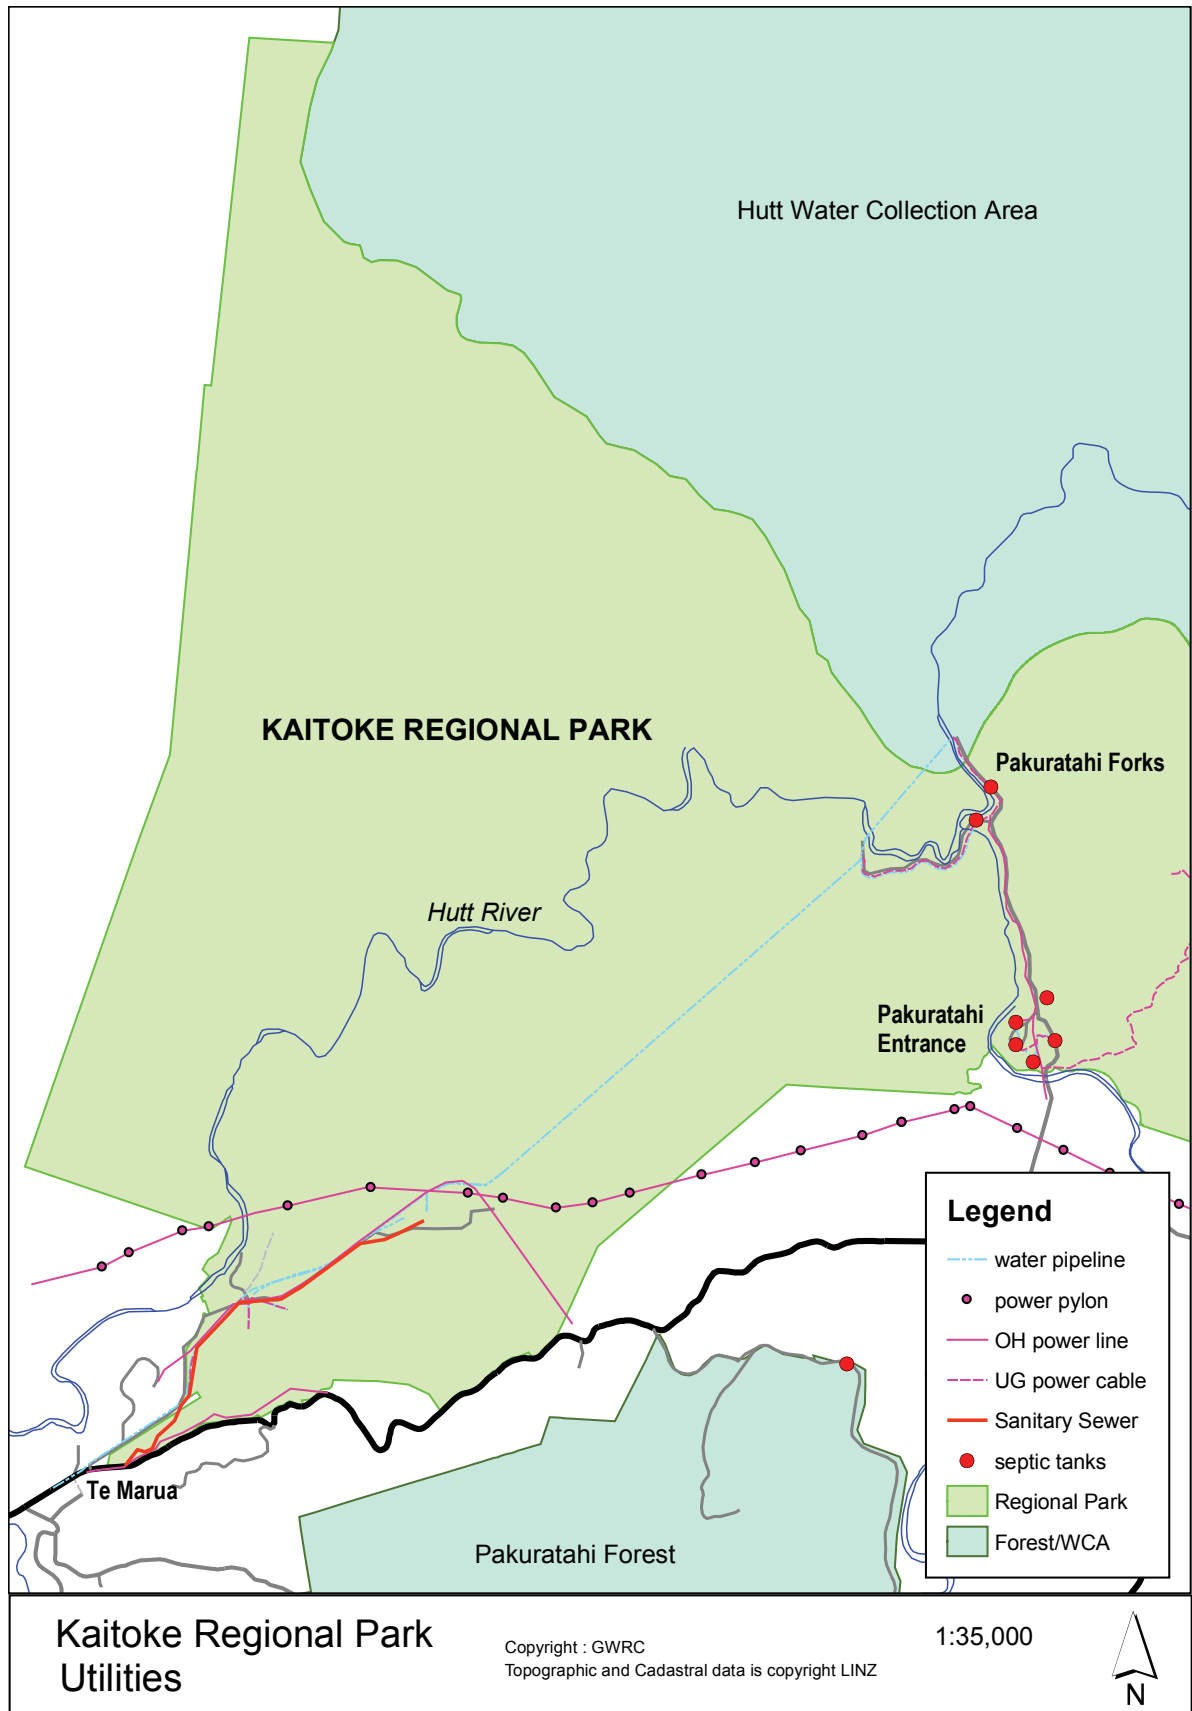 Hutt Water Collection Area
KAITOKE REGIONAL PARK
Pakuratahi Forks
Hutt River
Pakuratahi
Entrance
Legend
water pipeline
power pylon
OH power line
UG power cable
Sanitary Sewer
septic tanks
Regional Park
Forest/WCA
Te Marua
Pakuratahi Forest
Kaitoke Regional Park
Utilities
Copyright : GWRC
Topographic and Cadastral data is copyright LINZ
1:35,000
N